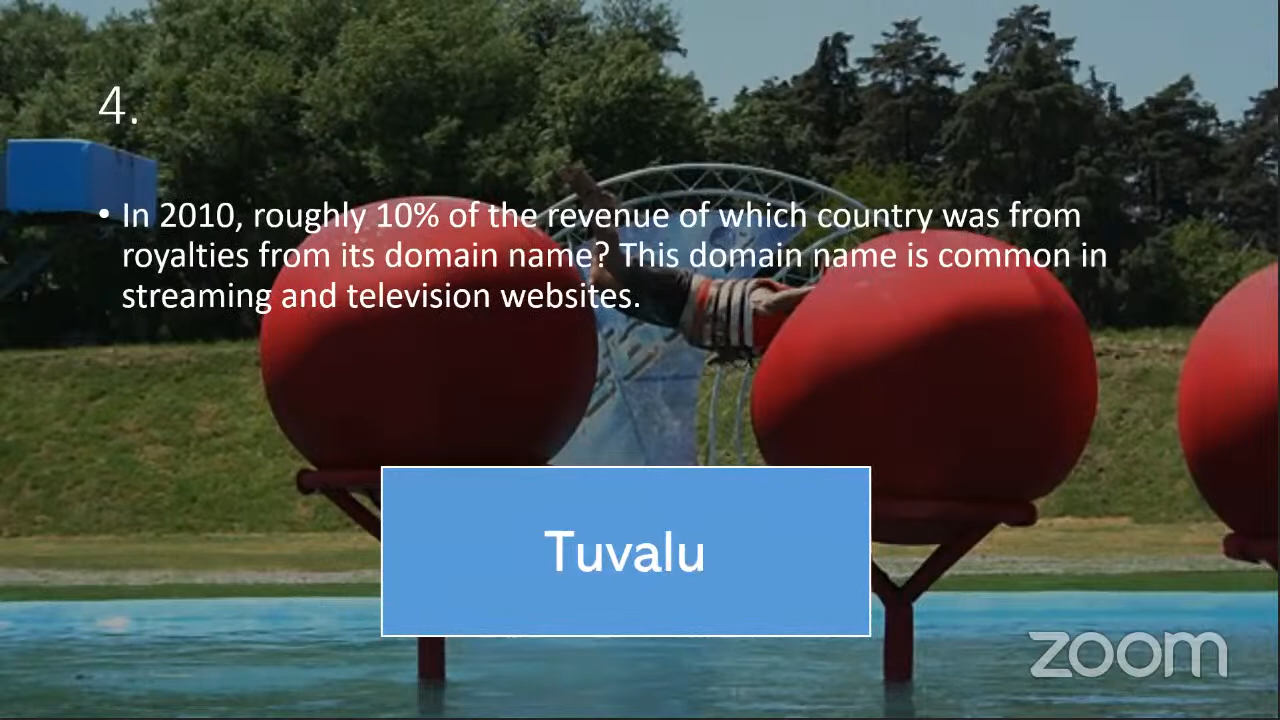 4.
• In 2010, roughly 10% of the revenue of which country was from
royalties from its domain name? This domain name is common in
streaming and television websites.
Tuvalu
zoom